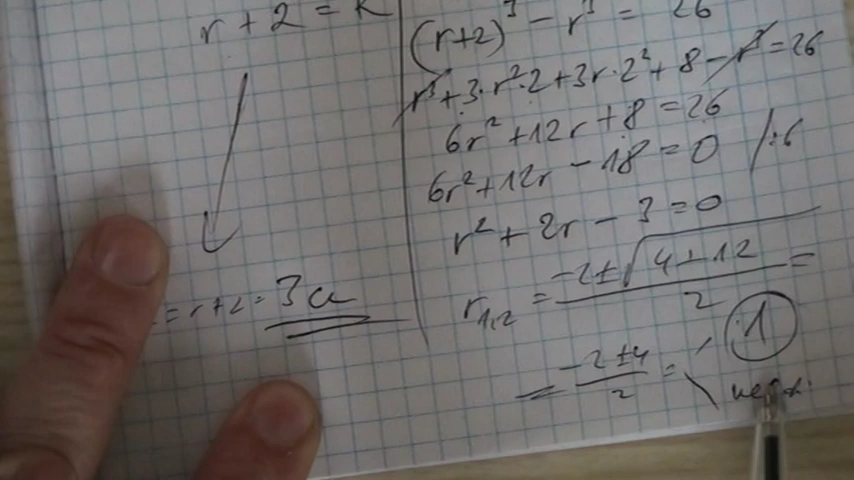 r + 2 = R
= r + 2 = 3a
(r+2)³ - r³ = 26
r³ + 3·r²·2 + 3r·2² + 8 - r³ = 26
6r² + 12r + 8 = 26
6r² + 12r - 18 = 0 /:6
r² + 2r - 3 = 0
r₁,₂ = (-2 ± √(4 + 12))/2 =
= (-2 ± 4)/2 = 1